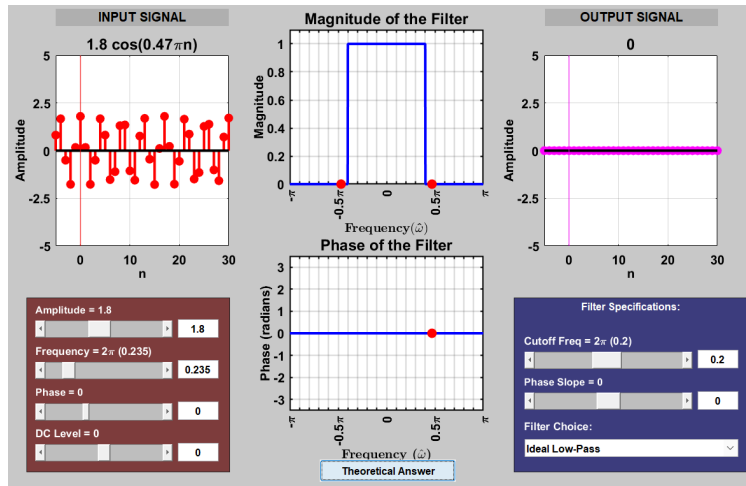 INPUT SIGNAL
1.8 cos(0.47πn)
Amplitude
5
2.5
0
-2.5
-5
0
10
20
30
n
Amplitude = 1.8
1.8
Frequency = 2π (0.235)
0.235
Phase = 0
0
DC Level = 0
0
Magnitude of the Filter
Magnitude
1
0.8
0.6
0.4
0.2
0
-π
-0.5π
0
0.5π
π
Frequency(ω̂)
Phase of the Filter
Phase (radians)
3
2
1
0
-1
-2
-3
-π
-0.5π
0
0.5π
π
Frequency (ω̂)
Theoretical Answer
OUTPUT SIGNAL
0
Amplitude
5
2.5
0
-2.5
-5
0
10
20
30
n
Filter Specifications:
Cutoff Freq = 2π (0.2)
0.2
Phase Slope = 0
0
Filter Choice:
Ideal Low-Pass